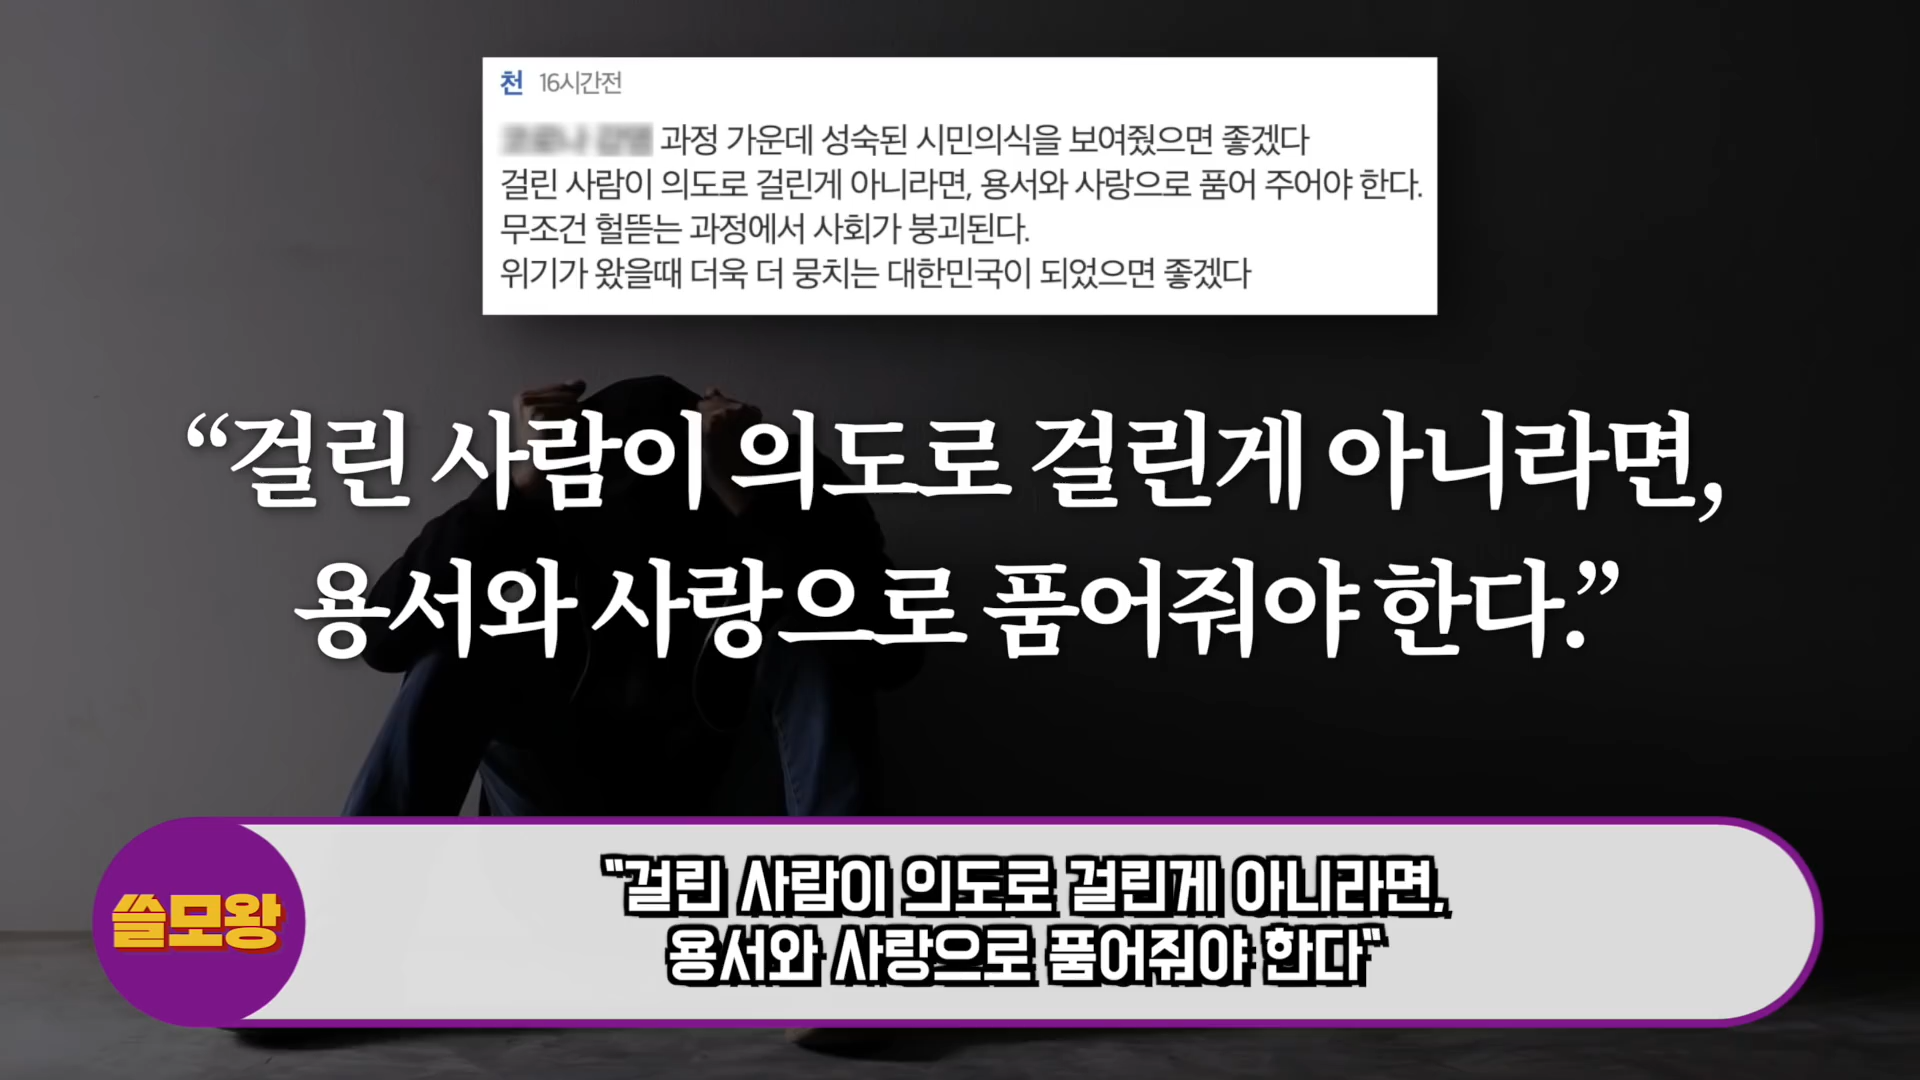 천 16시간전
과정 가운데 성숙된 시민의식을 보여줬으면 좋겠다
걸린 사람이 의도로 걸린게 아니라면, 용서와 사랑으로 품어 주어야 한다.
무조건 헐뜯는 과정에서 사회가 붕괴된다.
위기가 왔을때 더욱 더 뭉치는 대한민국이 되었으면 좋겠다
“걸린 사람이 의도로 걸린게 아니라면,
용서와 사랑으로 품어줘야 한다.”
쓸모왕
"걸린 사람이 의도로 걸린게 아니라면,
용서와 사랑으로 품어줘야 한다"